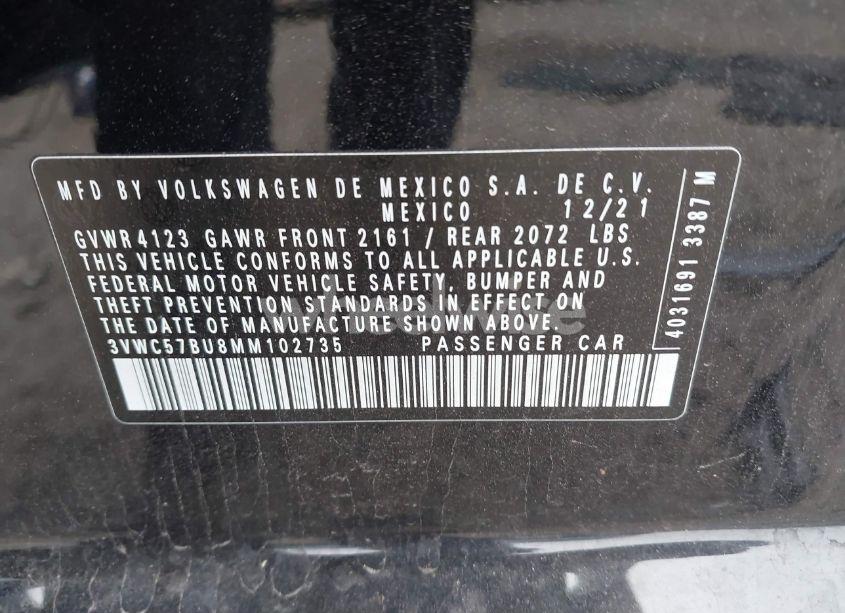 MFD BY VOLKSWAGEN DE MEXICO S.A. DE C.V.
MEXICO 12/21
GVWR 4123 GAWR FRONT 2161 / REAR 2072 LBS
THIS VEHICLE CONFORMS TO ALL APPLICABLE U.S.
FEDERAL MOTOR VEHICLE SAFETY, BUMPER AND
THEFT PREVENTION STANDARDS IN EFFECT ON
THE DATE OF MANUFACTURE SHOWN ABOVE.
3VWC57BU8MM102735 PASSENGER CAR
4031691 3387 M